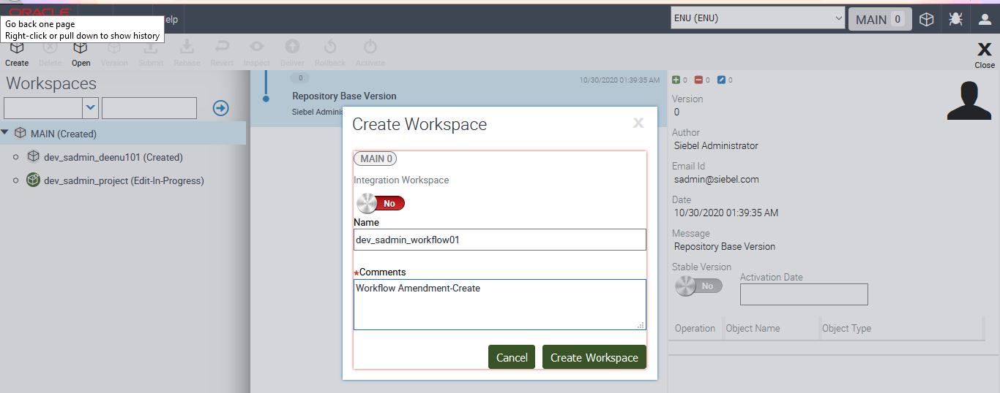 ORACLE
Go back one page
Right-click or pull down to show history
elp
ENU (ENU)
MAIN 0
Create
Delete
Open
Version
Submit
Rebase
Revert
Inspect
Deliver
Rollback
Activate
X
Close
Workspaces
MAIN (Created)
dev_sadmin_deenu101 (Created)
dev_sadmin_project (Edit-In-Progress)
0
10/30/2020 01:39:35 AM
Repository Base Version
Siebel Adminis
Create Workspace
X
MAIN 0
Integration Workspace
No
Name
dev_sadmin_workflow01
*Comments
Workflow Amendment-Create
Cancel
Create Workspace
0 0 0
Version
0
Author
Siebel Administrator
Email Id
sadmin@siebel.com
Date
10/30/2020 01:39:35 AM
Message
Repository Base Version
Stable Version
No
Activation Date
Operation
Object Name
Object Type